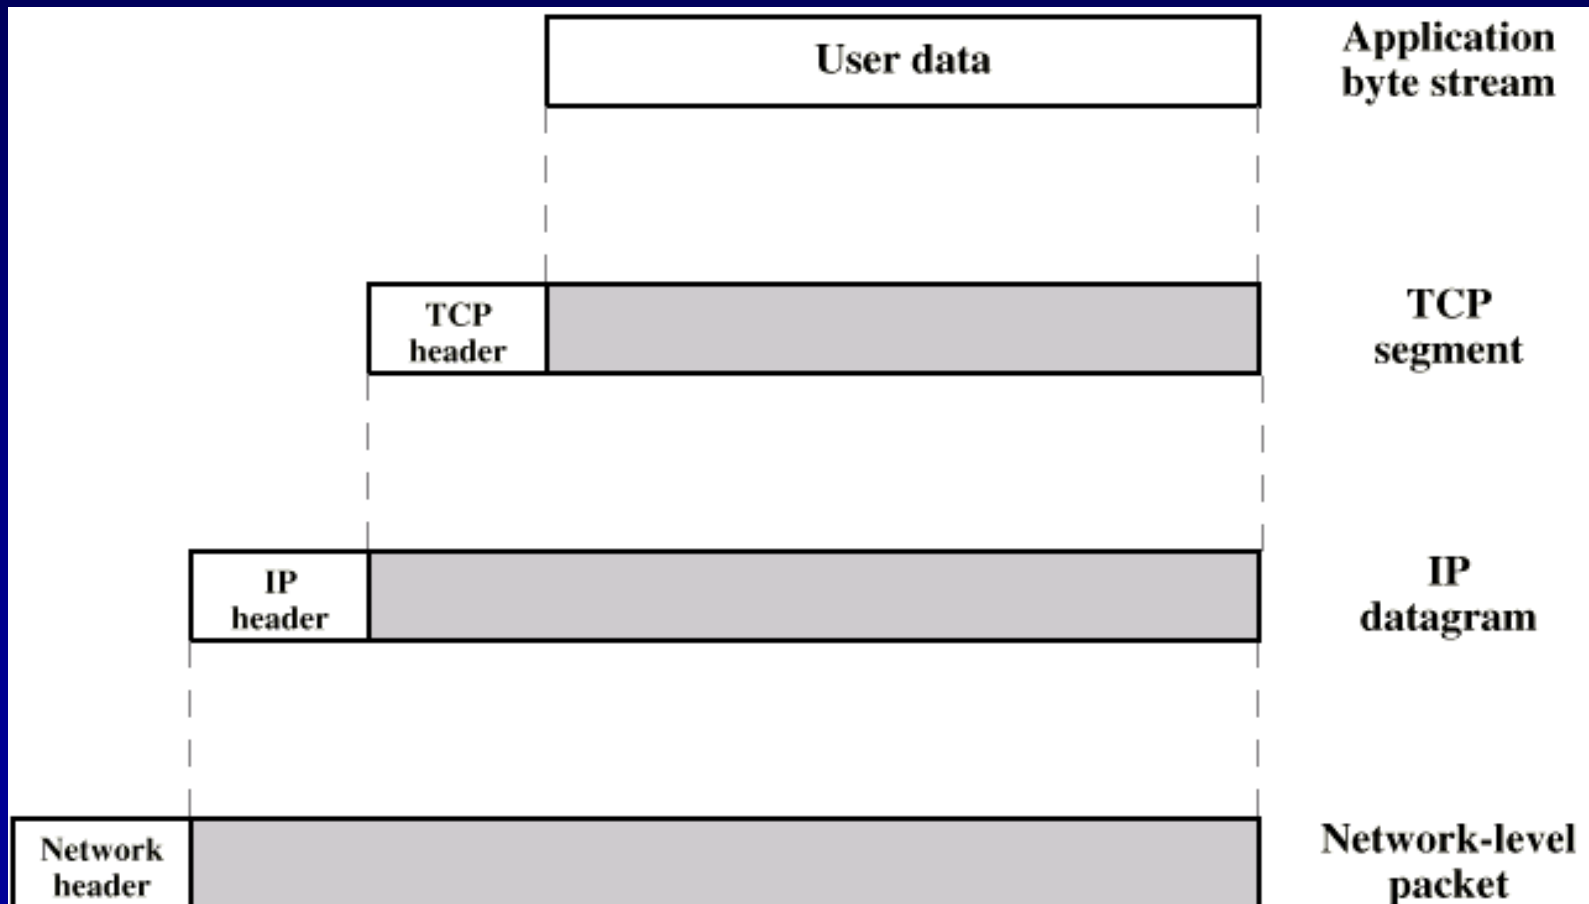 User data
Application
byte stream
TCP
header
TCP
segment
IP
header
IP
datagram
Network
header
Network-level
packet